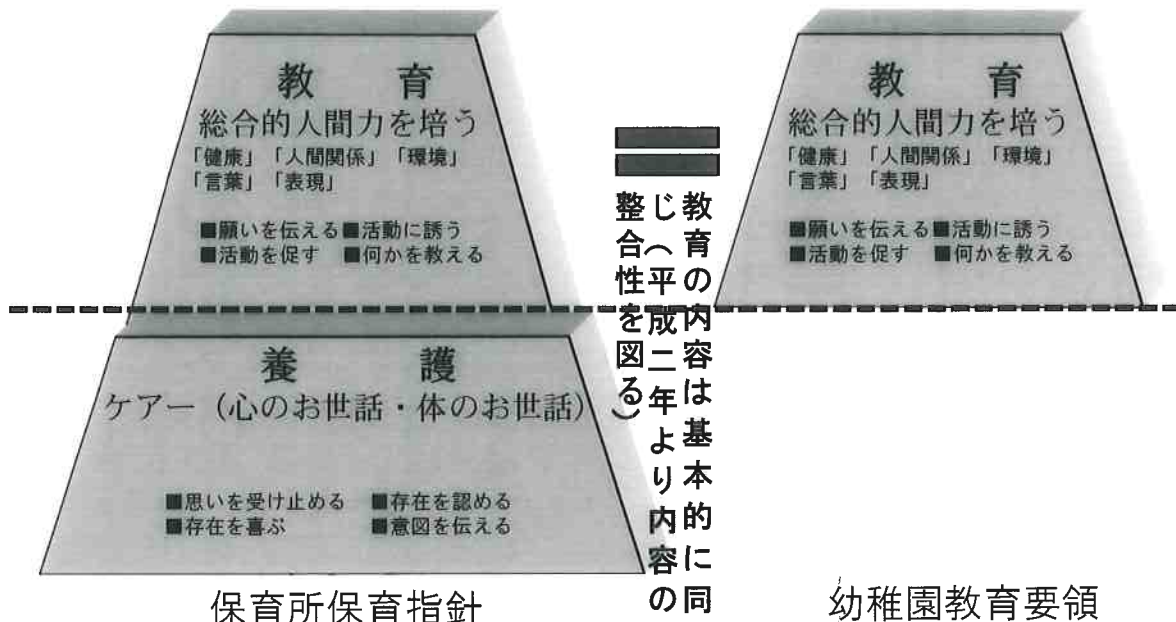 教 育
総合的人間力を培う
「健康」「人間関係」「環境」
「言葉」「表現」
■願いを伝える■活動に誘う
■活動を促す ■何かを教える
養 護
ケアー（心のお世話・体のお世話）
■思いを受け止める ■存在を認める
■存在を喜ぶ ■意図を伝える
保育所保育指針
教育の内容は基本的に同
じ（平成二年より内容の
整合性を図る）
教 育
総合的人間力を培う
「健康」「人間関係」「環境」
「言葉」「表現」
■願いを伝える■活動に誘う
■活動を促す ■何かを教える
幼稚園教育要領